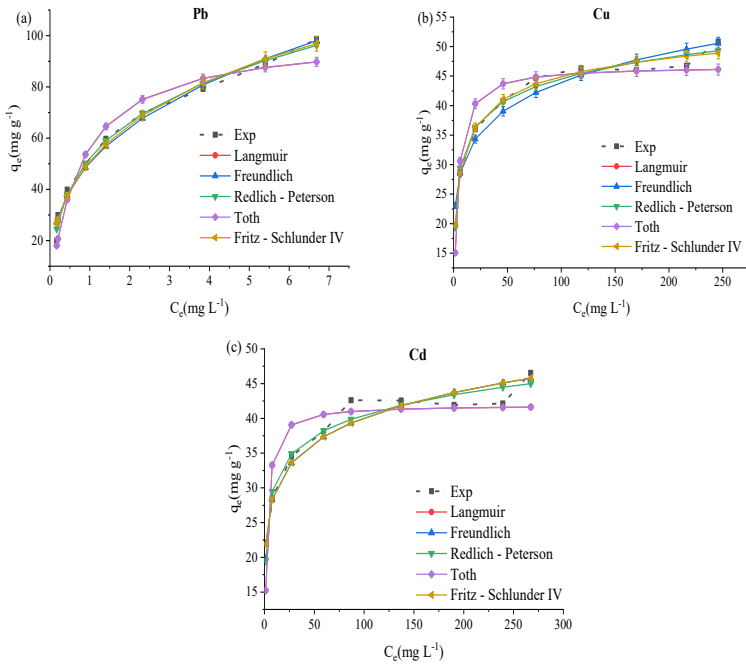 (a) Pb
100
80
60
40
20
qe(mg g-1)
Exp
Langmuir
Freundlich
Redlich - Peterson
Toth
Fritz - Schlunder IV
0 1 2 3 4 5 6 7
Ce(mg L-1)
(b) Cu
50
45
40
35
30
25
20
15
10
qe(mg g-1)
Exp
Langmuir
Freundlich
Redlich - Peterson
Toth
Fritz - Schlunder IV
0 50 100 150 200 250
Ce(mg L-1)
(c) Cd
50
45
40
35
30
25
20
15
qe(mg g-1)
Exp
Langmuir
Freundlich
Redlich - Peterson
Toth
Fritz - Schlunder IV
0 50 100 150 200 250 300
Ce(mg L-1)